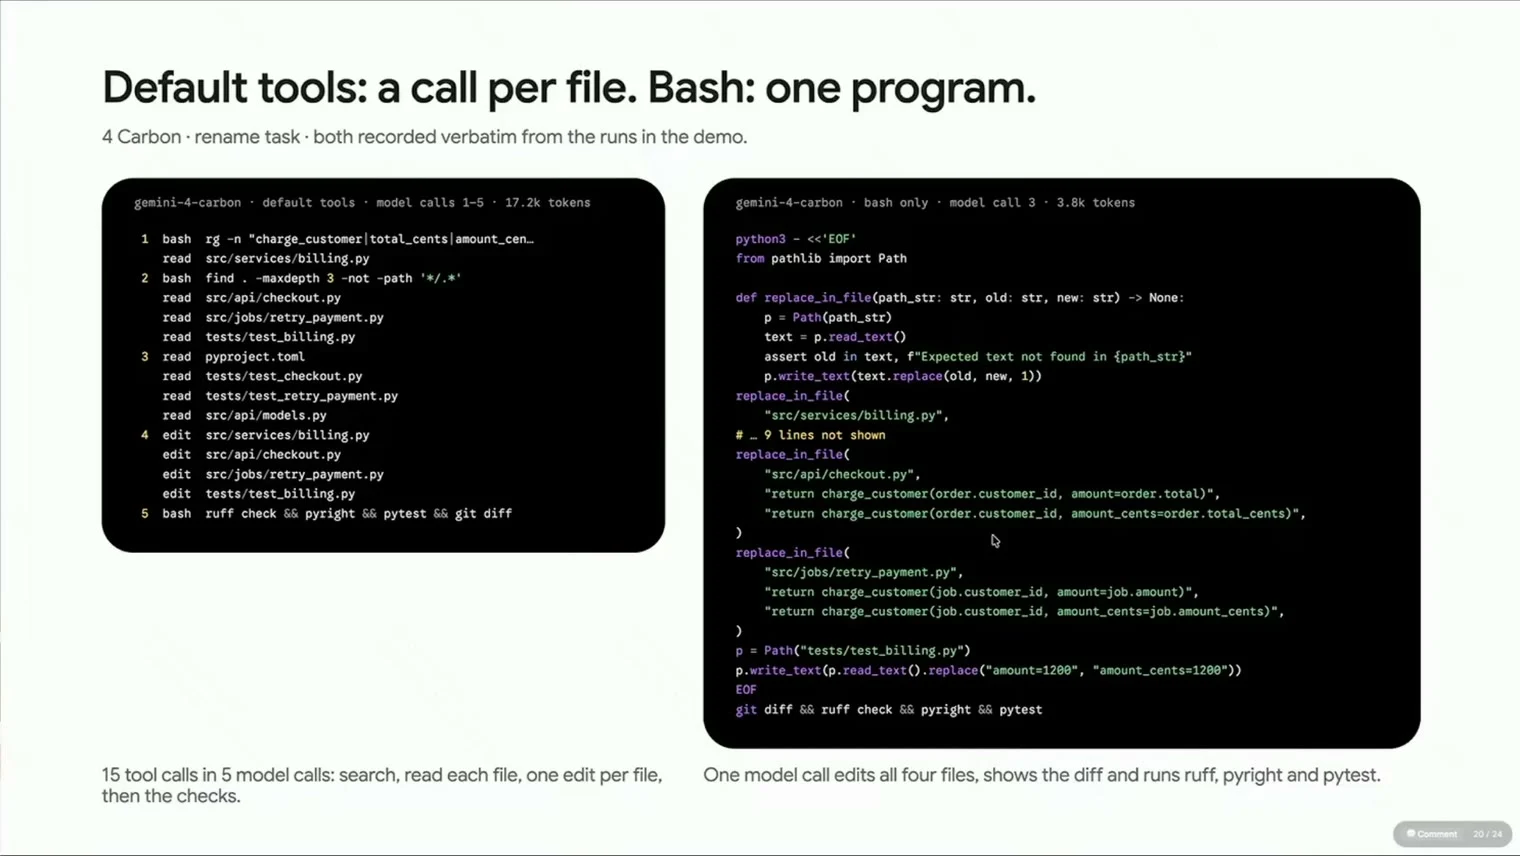 Default tools: a call per file. Bash: one program.
4 Carbon · rename task · both recorded verbatim from the runs in the demo.
gemini-4-carbon · default tools · model calls 1-5 · 17.2k tokens
1 bash rg -n "charge_customer|total_cents|amount_cen…
read src/services/billing.py
2 bash find . -maxdepth 3 -not -path '*/.*'
read src/api/checkout.py
read src/jobs/retry_payment.py
read tests/test_billing.py
3 read pyproject.toml
read tests/test_checkout.py
read tests/test_retry_payment.py
read src/api/models.py
4 edit src/services/billing.py
edit src/api/checkout.py
edit src/jobs/retry_payment.py
edit tests/test_billing.py
5 bash ruff check && pyright && pytest && git diff
15 tool calls in 5 model calls: search, read each file, one edit per file,
then the checks.
gemini-4-carbon · bash only · model call 3 · 3.8k tokens
python3 - <<'EOF'
from pathlib import Path
def replace_in_file(path_str: str, old: str, new: str) -> None:
    p = Path(path_str)
    text = p.read_text()
    assert old in text, f"Expected text not found in {path_str}"
    p.write_text(text.replace(old, new, 1))
replace_in_file(
    "src/services/billing.py",
# … 9 lines not shown
replace_in_file(
    "src/api/checkout.py",
    "return charge_customer(order.customer_id, amount=order.total)",
    "return charge_customer(order.customer_id, amount_cents=order.total_cents)",
)
replace_in_file(
    "src/jobs/retry_payment.py",
    "return charge_customer(job.customer_id, amount=job.amount)",
    "return charge_customer(job.customer_id, amount_cents=job.amount_cents)",
)
p = Path("tests/test_billing.py")
p.write_text(p.read_text().replace("amount=1200", "amount_cents=1200"))
EOF
git diff && ruff check && pyright && pytest
One model call edits all four files, shows the diff and runs ruff, pyright and pytest.
Comment 20 / 24